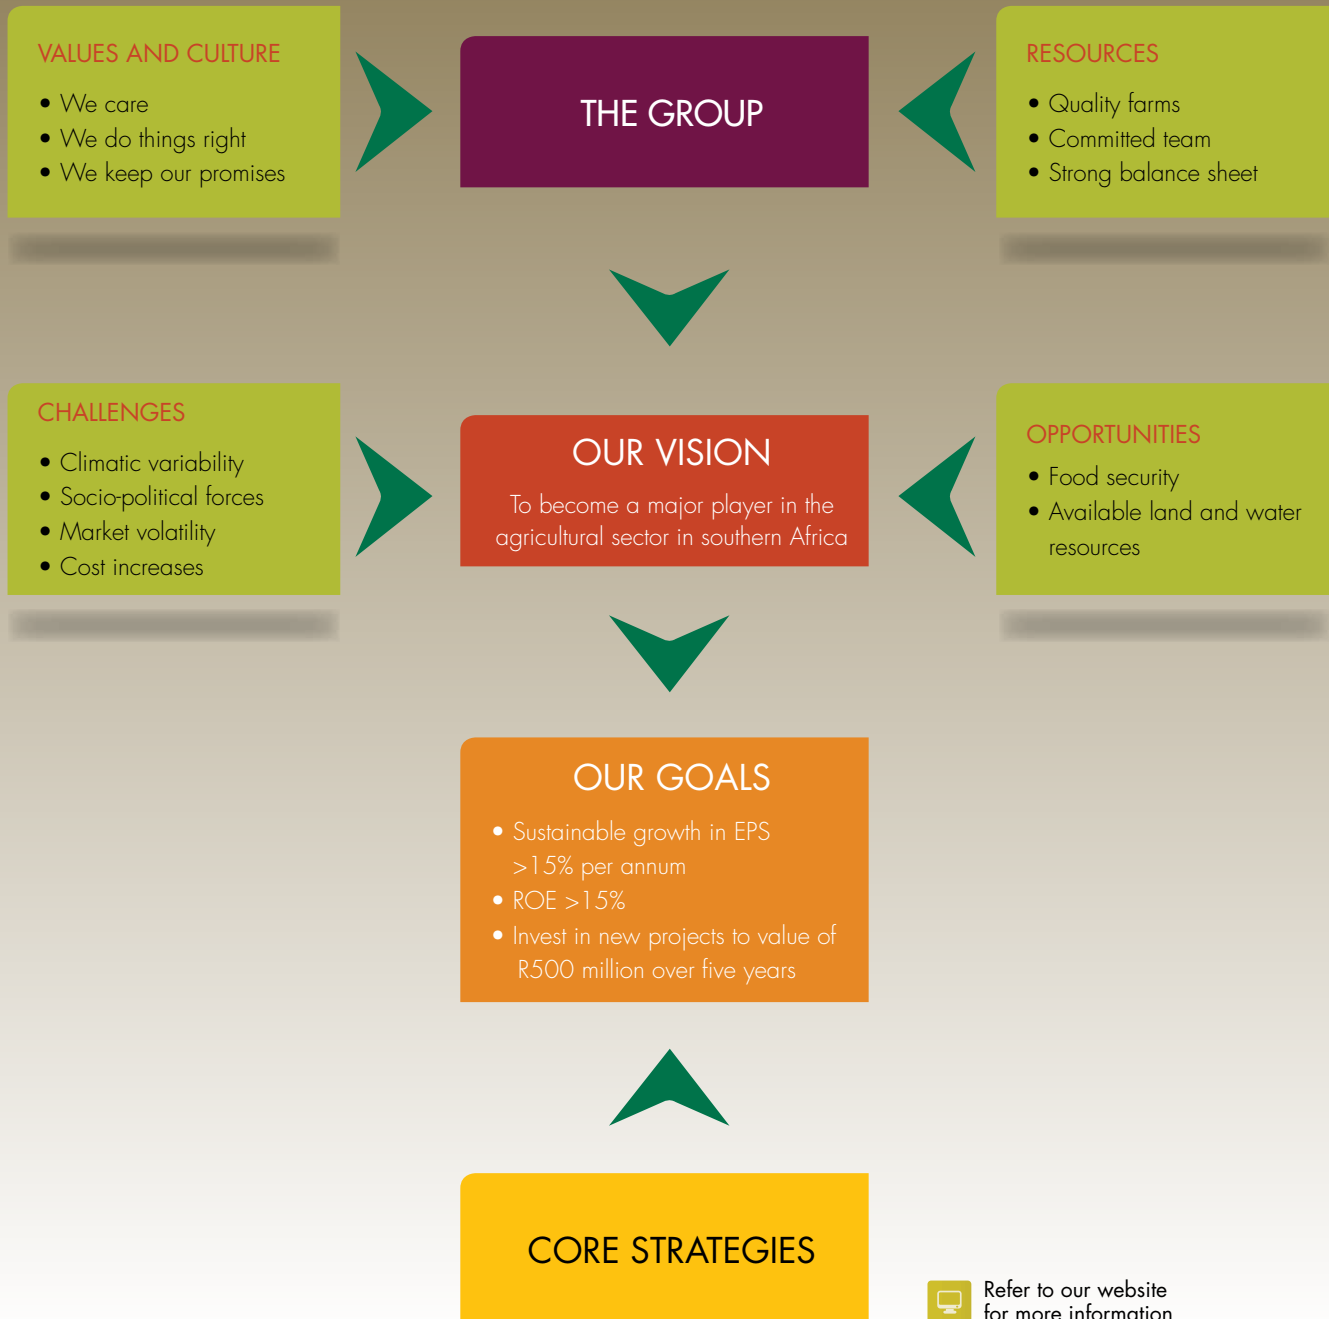 VALUES AND CULTURE
• We care
• We do things right
• We keep our promises
THE GROUP
RESOURCES
• Quality farms
• Committed team
• Strong balance sheet
CHALLENGES
• Climatic variability
• Socio-political forces
• Market volatility
• Cost increases
OUR VISION
To become a major player in the
agricultural sector in southern Africa
OPPORTUNITIES
• Food security
• Available land and water
resources
OUR GOALS
• Sustainable growth in EPS
>15% per annum
• ROE >15%
• Invest in new projects to value of
R500 million over five years
CORE STRATEGIES
Refer to our website
for more information